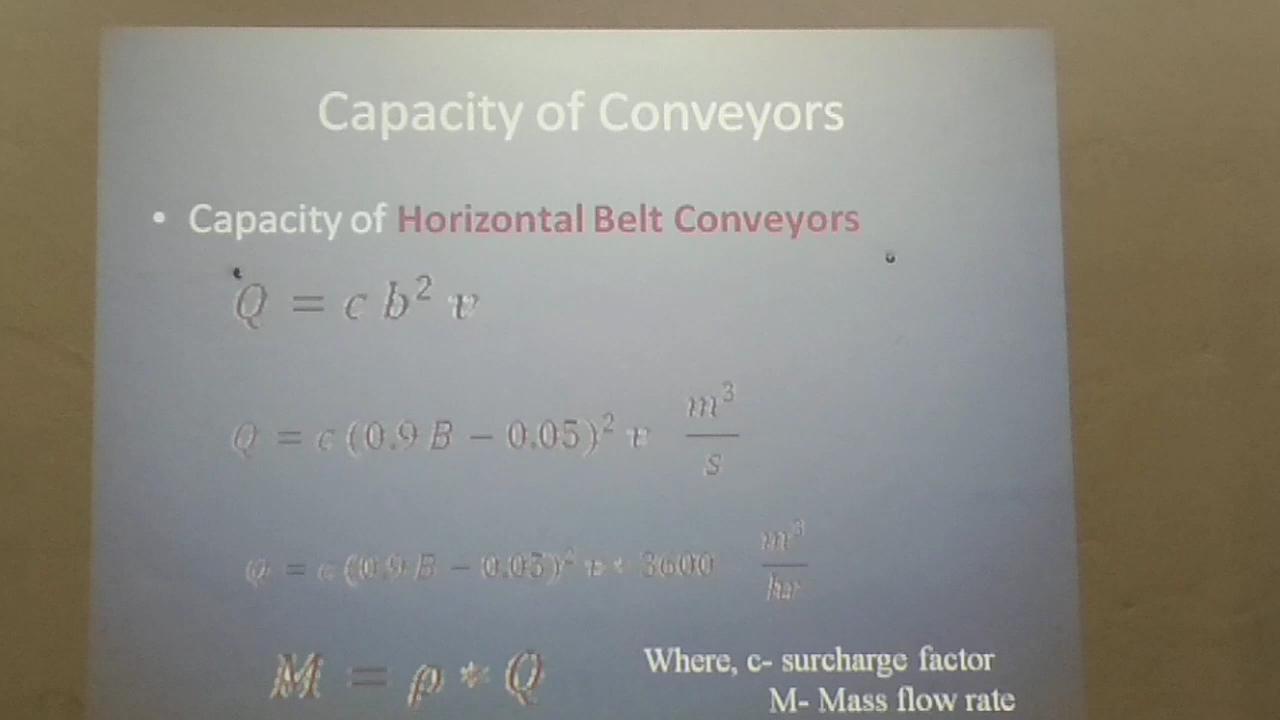 Capacity of Conveyors
• Capacity of Horizontal Belt Conveyors
Q = c b² v
Q = c (0.9 B − 0.05)² v m³/s
Q = c (0.9 B − 0.05)² v * 3600 m³/hr
M = ρ * Q
Where, c- surcharge factor
M- Mass flow rate